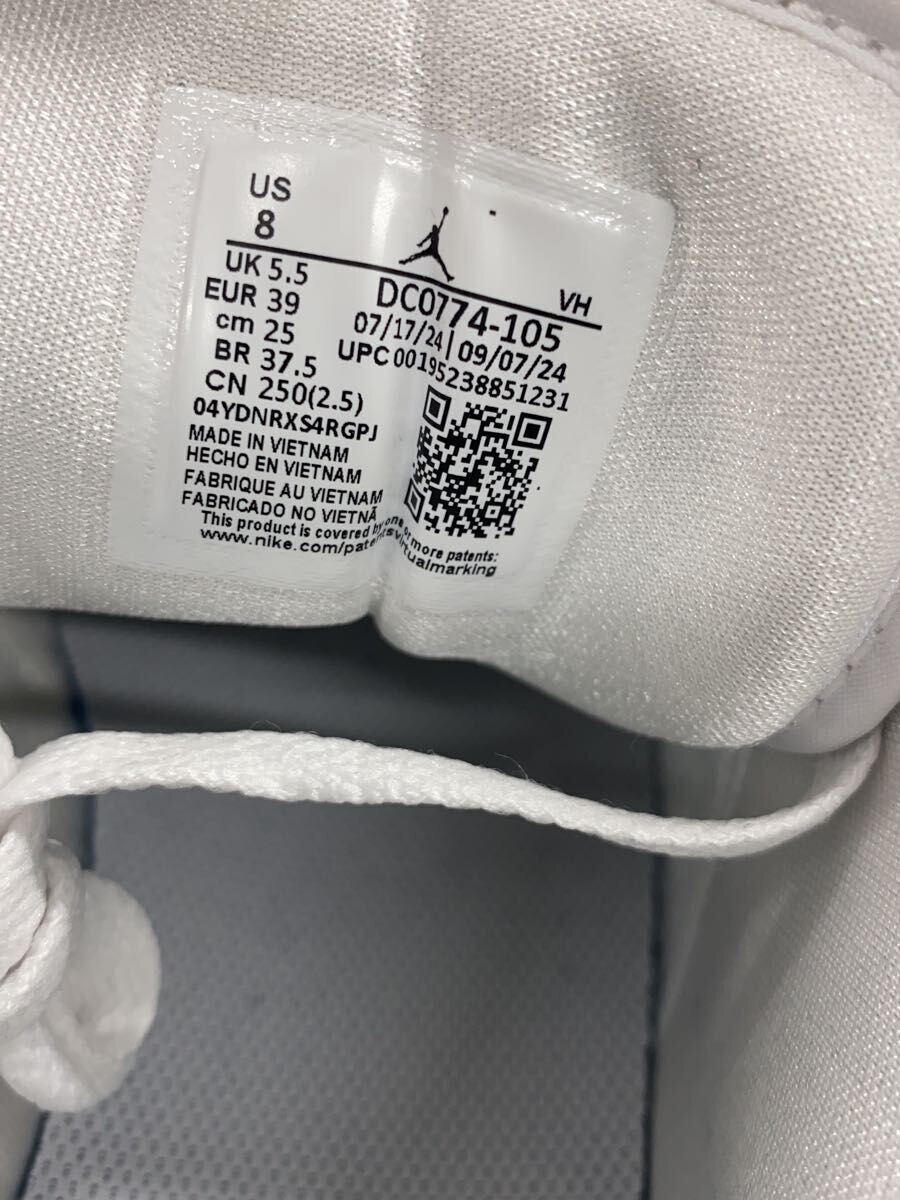 US
8
UK 5.5
EUR 39
cm 25
BR 37.5
CN 250(2.5)
04YDNRXS4RGPJ
VH
DC0774-105
07/17/24 | 09/07/24
UPC 00195238851231
MADE IN VIETNAM
HECHO EN VIETNAM
FABRIQUE AU VIETNAM
FABRICADO NO VIETNÃ
This product is covered by one or more patents:
www.nike.com/patentsvirtualmarking